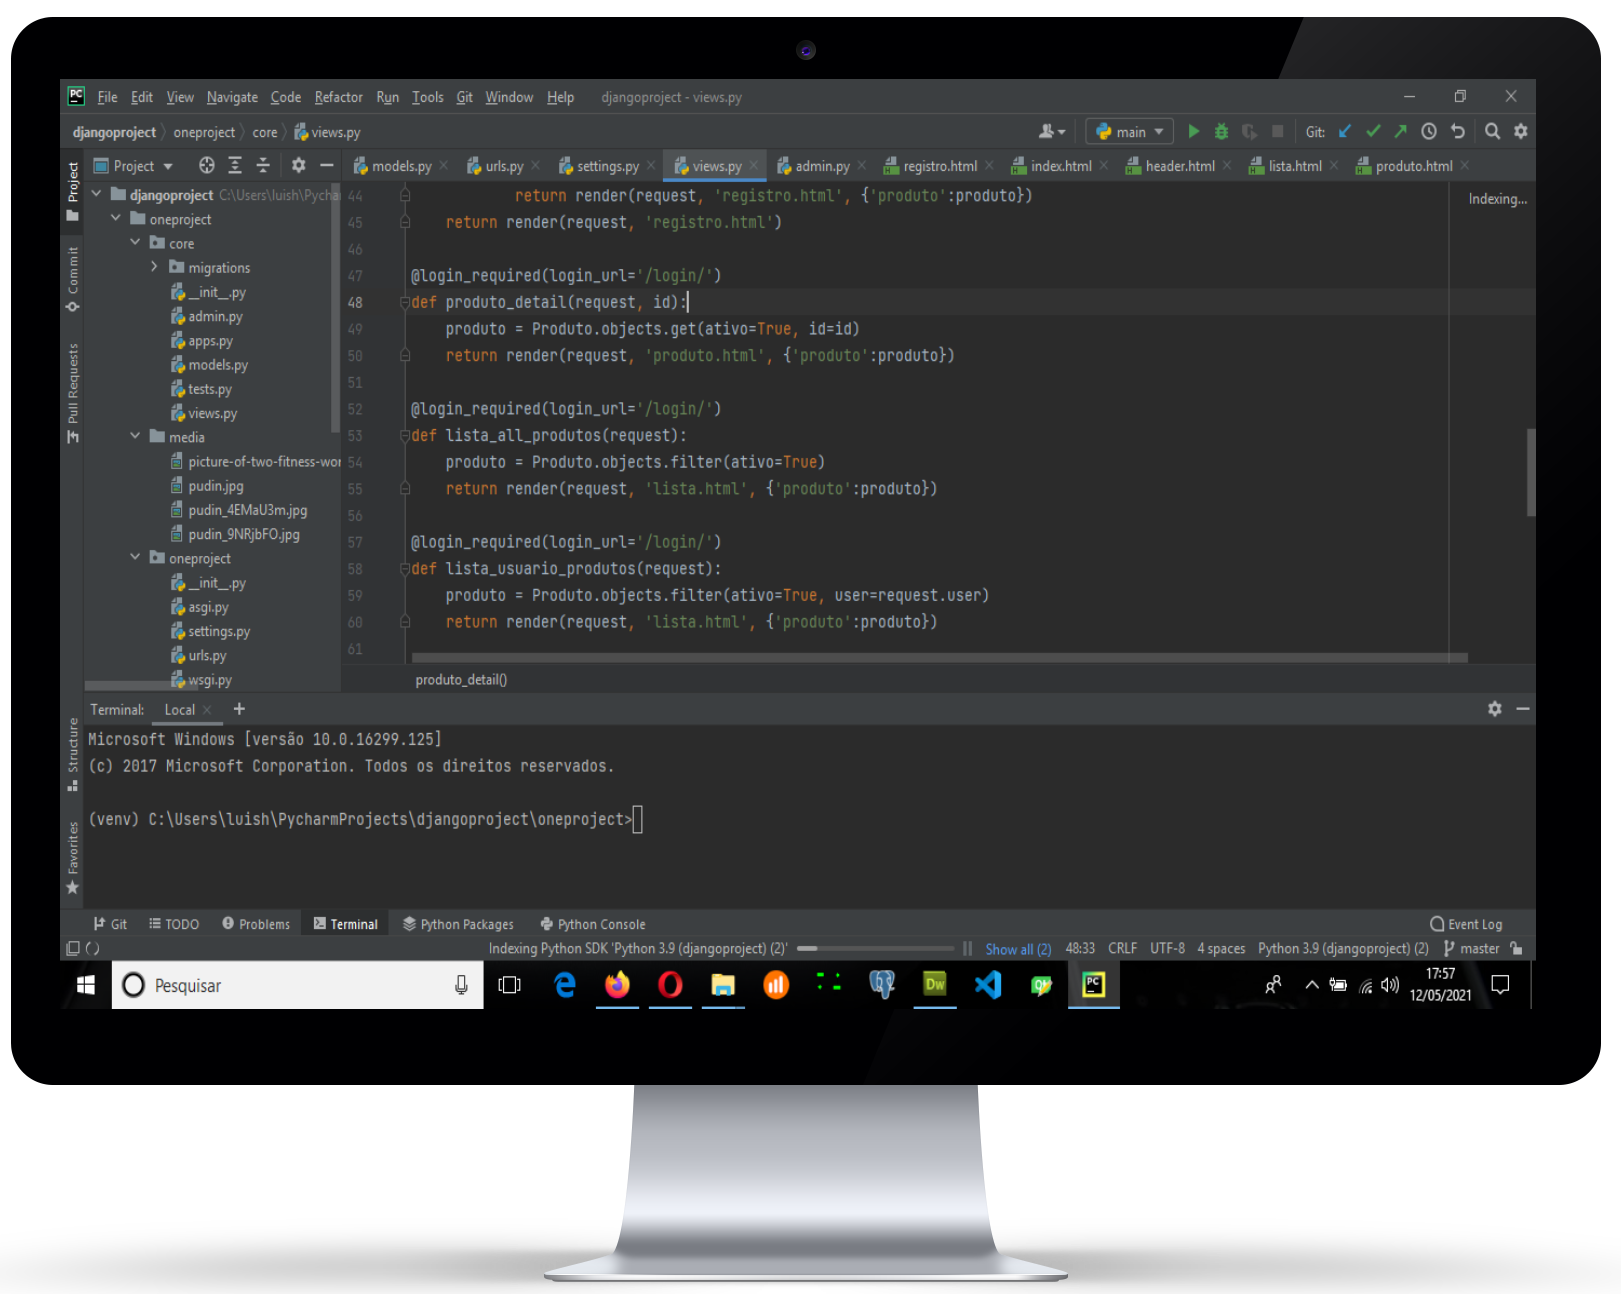 PC File Edit View Navigate Code Refactor Run Tools Git Window Help djangoproject - views.py
djangoproject oneproject core views.py main Git:
Project models.py urls.py settings.py views.py admin.py registro.html index.html header.html lista.html produto.html
Project
Commit
Pull Requests
Structure
Favorites
djangoproject C:\Users\luish\Pycha
oneproject
core
migrations
__init__.py
admin.py
apps.py
models.py
tests.py
views.py
media
picture-of-two-fitness-wor
pudin.jpg
pudin_4EMaU3m.jpg
pudin_9NRjbFO.jpg
oneproject
__init__.py
asgi.py
settings.py
urls.py
wsgi.py
Indexing...
44 return render(request, 'registro.html', {'produto':produto})
45 return render(request, 'registro.html')
46
47 @login_required(login_url='/login/')
48 def produto_detail(request, id):
49 produto = Produto.objects.get(ativo=True, id=id)
50 return render(request, 'produto.html', {'produto':produto})
51
52 @login_required(login_url='/login/')
53 def lista_all_produtos(request):
54 produto = Produto.objects.filter(ativo=True)
55 return render(request, 'lista.html', {'produto':produto})
56
57 @login_required(login_url='/login/')
58 def lista_usuario_produtos(request):
59 produto = Produto.objects.filter(ativo=True, user=request.user)
60 return render(request, 'lista.html', {'produto':produto})
61
produto_detail()
Terminal: Local
Microsoft Windows [versão 10.0.16299.125]
(c) 2017 Microsoft Corporation. Todos os direitos reservados.
(venv) C:\Users\luish\PycharmProjects\djangoproject\oneproject>
Git TODO Problems Terminal Python Packages Python Console Event Log
Indexing Python SDK 'Python 3.9 (djangoproject) (2)' Show all (2) 48:33 CRLF UTF-8 4 spaces Python 3.9 (djangoproject) (2) master
Pesquisar Dw Qt PC 17:57
12/05/2021